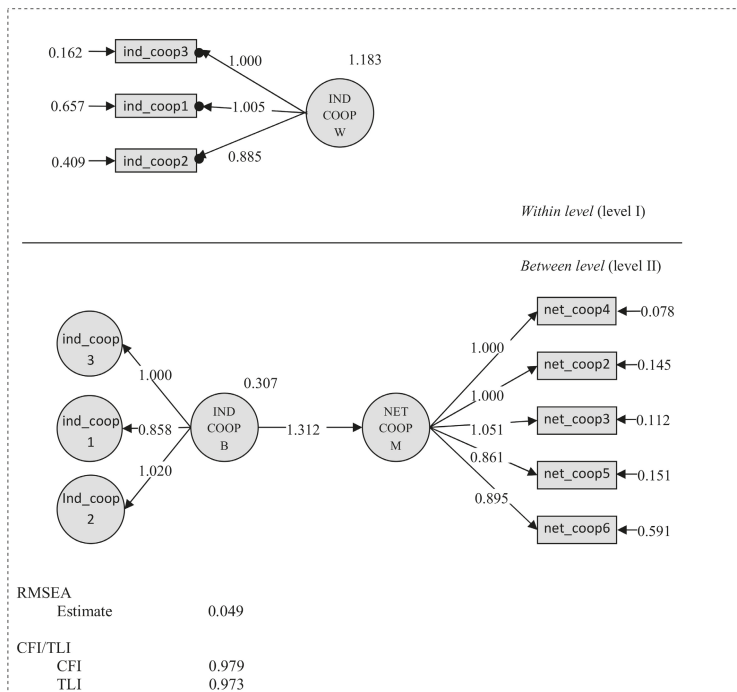 0.162
ind_coop3
1.000
1.183
0.657
ind_coop1
1.005
IND
COOP
W
0.409
ind_coop2
0.885
Within level (level I)
Between level (level II)
ind_coop
3
1.000
ind_coop
1
0.858
Ind_coop
2
1.020
0.307
IND
COOP
B
1.312
NET
COOP
M
1.000
net_coop4
0.078
1.000
net_coop2
0.145
1.051
net_coop3
0.112
0.861
net_coop5
0.151
0.895
net_coop6
0.591
RMSEA
Estimate 0.049
CFI/TLI
CFI 0.979
TLI 0.973